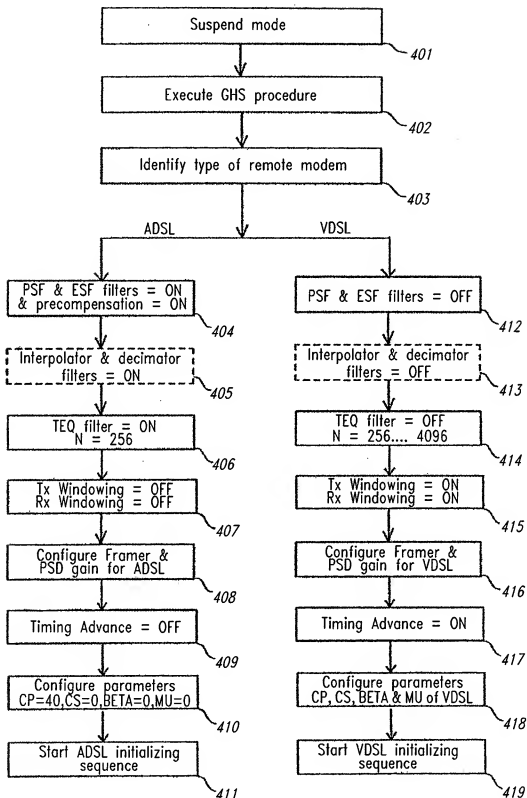 Suspend mode
401
Execute GHS procedure
402
Identify type of remote modem
403
ADSL
VDSL
PSF & ESF filters = ON
& precompensation = ON
404
Interpolator & decimator
filters = ON
405
TEQ filter = ON
N = 256
406
Tx Windowing = OFF
Rx Windowing = OFF
407
Configure Framer &
PSD gain for ADSL
408
Timing Advance = OFF
409
Configure parameters
CP=40,CS=0,BETA=0,MU=0
410
Start ADSL initializing
sequence
411
PSF & ESF filters = OFF
412
Interpolator & decimator
filters = OFF
413
TEQ filter = OFF
N = 256.... 4096
414
Tx Windowing = ON
Rx Windowing = ON
415
Configure Framer &
PSD gain for VDSL
416
Timing Advance = ON
417
Configure parameters
CP, CS, BETA & MU of VDSL
418
Start VDSL initializing
sequence
419